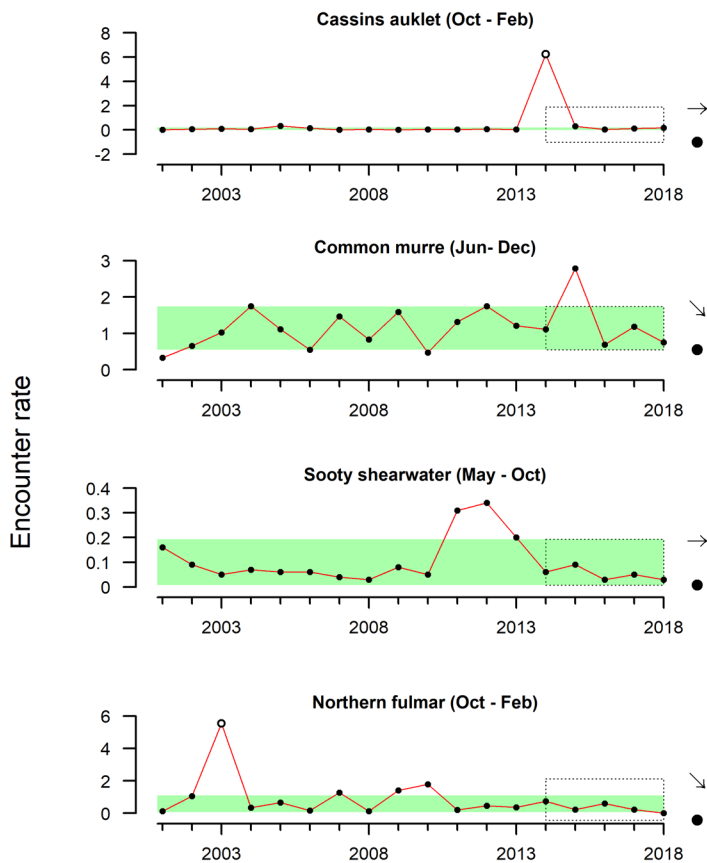 Cassins auklet (Oct - Feb)
8
6
4
2
0
-2
2003 2008 2013 2018
Common murre (Jun- Dec)
3
2
1
0
2003 2008 2013 2018
Encounter rate
Sooty shearwater (May - Oct)
0.4
0.3
0.2
0.1
0
2003 2008 2013 2018
Northern fulmar (Oct - Feb)
6
4
2
0
2003 2008 2013 2018